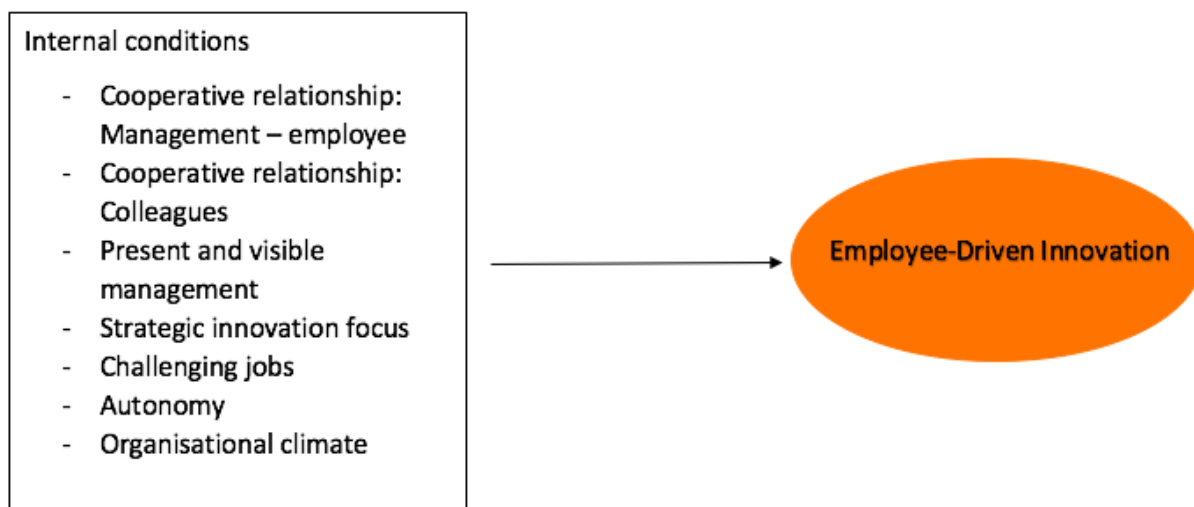 Internal conditions
- Cooperative relationship:
Management – employee
- Cooperative relationship:
Colleagues
- Present and visible
management
- Strategic innovation focus
- Challenging jobs
- Autonomy
- Organisational climate
Employee-Driven Innovation